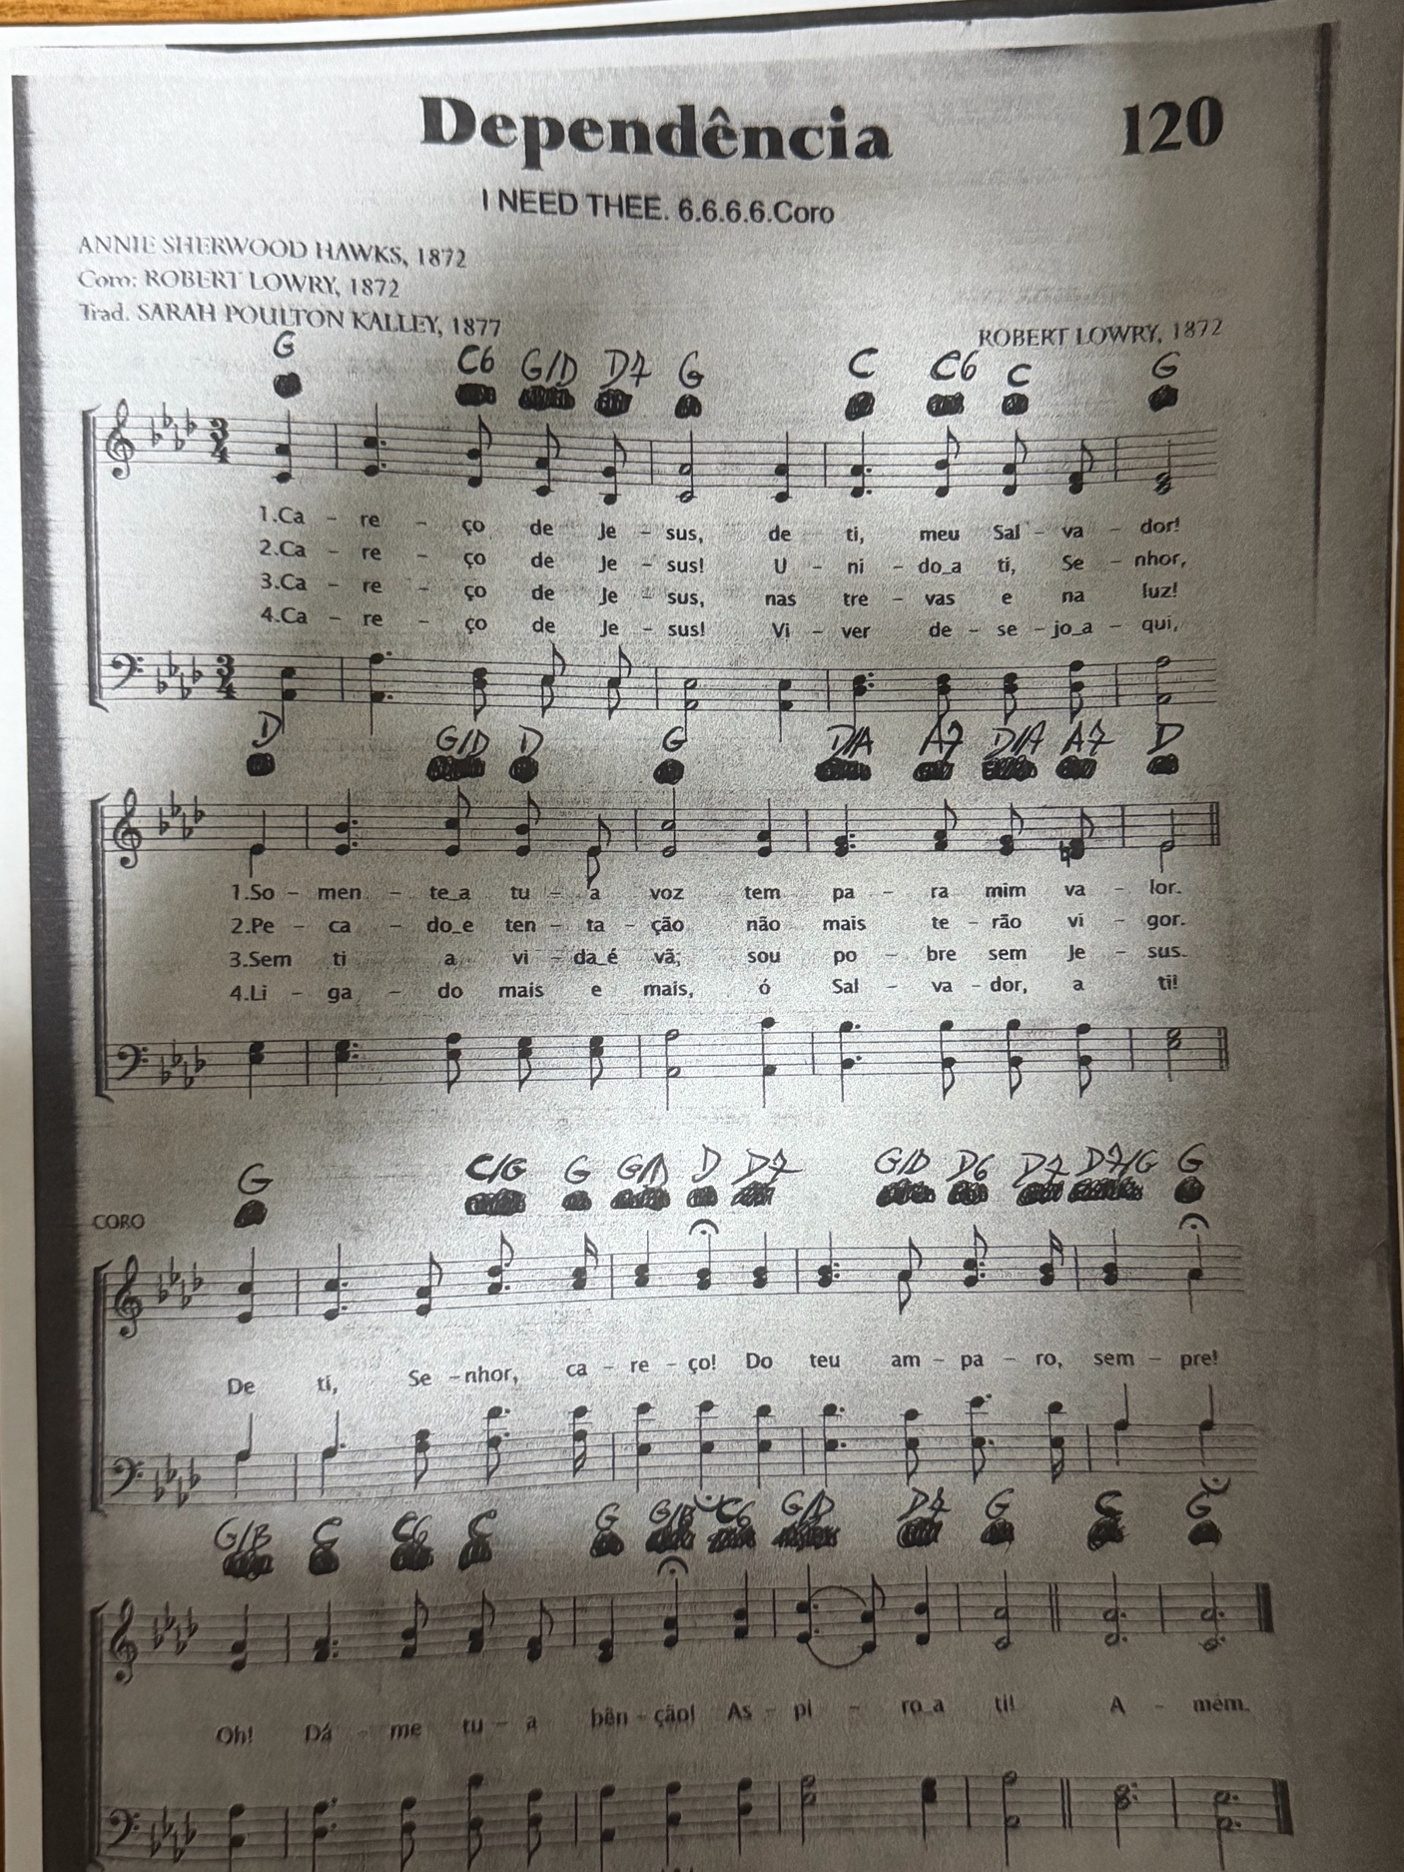 Dependência 120
I NEED THEE. 6.6.6.6.Coro
ANNIE SHERWOOD HAWKS, 1872
Coro: ROBERT LOWRY, 1872
Trad. SARAH POULTON KALLEY, 1877
ROBERT LOWRY, 1872
G C6 G/D D7 G C C6 C G
1.Ca - re - ço de Je - sus, de ti, meu Sal - va - dor!
2.Ca - re - ço de Je - sus! U - ni - do_a ti, Se - nhor,
3.Ca - re - ço de Je - sus, nas tre - vas e na luz!
4.Ca - re - ço de Je - sus! Vi - ver de - se - jo_a - qui,
D G/D D G D/A A7 D/A A7 D
1.So - men - te_a tu - a voz tem pa - ra mim va - lor.
2.Pe - ca - do_e ten - ta - ção não mais te - rão vi - gor.
3.Sem ti a vi - da_é vã; sou po - bre sem Je - sus.
4.Li - ga - do mais e mais, ó Sal - va - dor, a ti!
G C/G G G/D D D7 G/D D6 D7 D7/G G
CORO
De ti, Se - nhor, ca - re - ço! Do teu am - pa - ro, sem - pre!
G/B C C6 C G G/B C6 G/D D7 G C G
Oh! Dá - me tu - a bên - ção! As - pi - ro_a ti! A - mém.